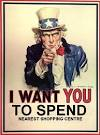 I WANT YOU
TO SPEND
NEAREST SHOPPING CENTRE